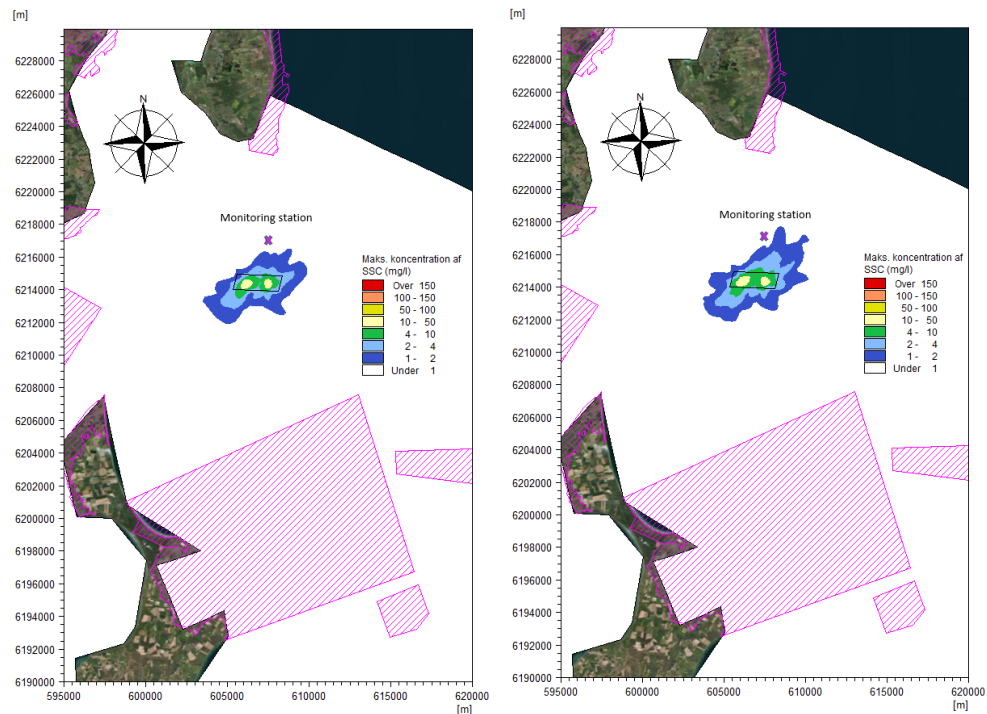 [m]
6228000
6226000
6224000
6222000
6220000
6218000
6216000
6214000
6212000
6210000
6208000
6206000
6204000
6202000
6200000
6198000
6196000
6194000
6192000
6190000
N
Monitoring station
Maks. koncentration af
SSC (mg/l)
Over 150
100 - 150
50 - 100
10 - 50
4 - 10
2 - 4
1 - 2
Under 1
595000 600000 605000 610000 615000 620000
[m]
[m]
6228000
6226000
6224000
6222000
6220000
6218000
6216000
6214000
6212000
6210000
6208000
6206000
6204000
6202000
6200000
6198000
6196000
6194000
6192000
6190000
N
Monitoring station
Maks. koncentration af
SSC (mg/l)
Over 150
100 - 150
50 - 100
10 - 50
4 - 10
2 - 4
1 - 2
Under 1
595000 600000 605000 610000 615000 620000
[m]